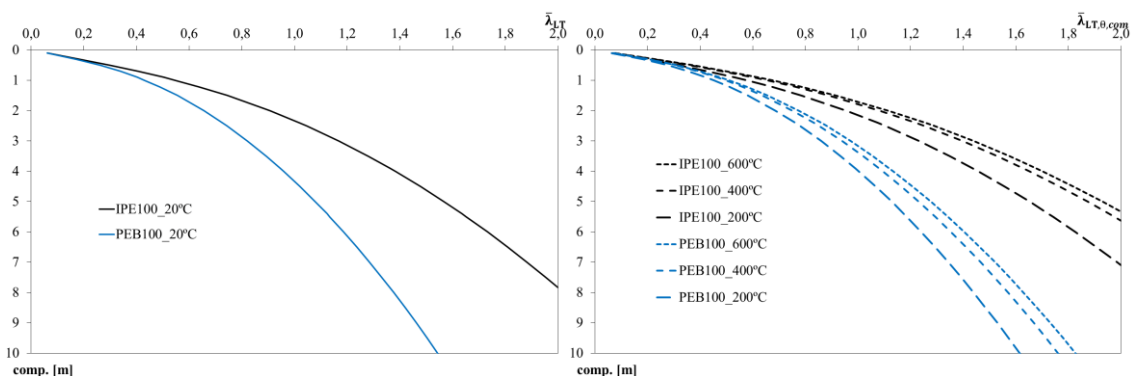 λ̄LT
0,0 0,2 0,4 0,6 0,8 1,0 1,2 1,4 1,6 1,8 2,0
0
1
2
3
4
5
6
7
8
9
10
IPE100_20ºC
PEB100_20ºC
comp. [m]
λ̄LT,θ,com
0,0 0,2 0,4 0,6 0,8 1,0 1,2 1,4 1,6 1,8 2,0
0
1
2
3
4
5
6
7
8
9
10
IPE100_600ºC
IPE100_400ºC
IPE100_200ºC
PEB100_600ºC
PEB100_400ºC
PEB100_200ºC
comp. [m]